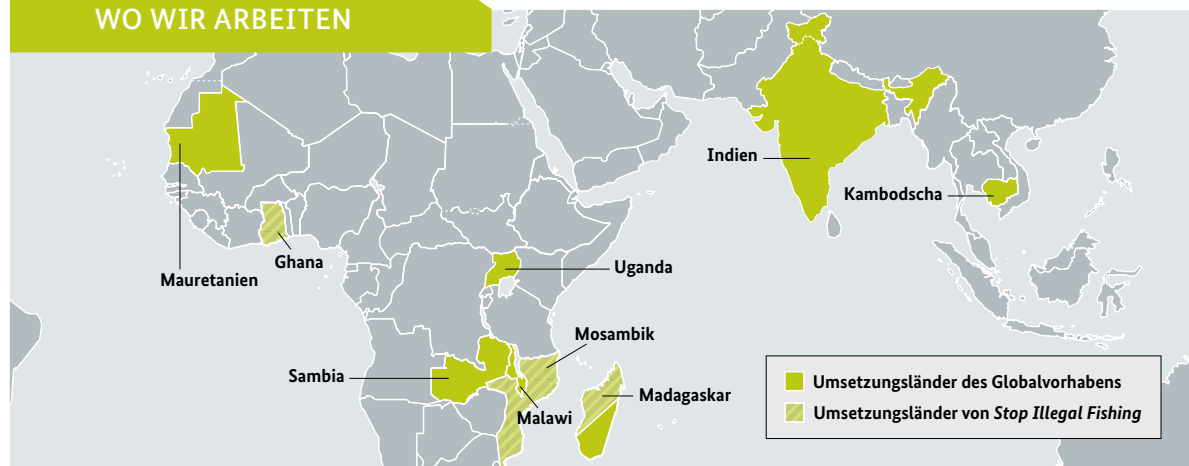 WO WIR ARBEITEN
Indien
Kambodscha
Ghana
Mauretanien
Uganda
Mosambik
Sambia
Malawi
Madagaskar
Umsetzungsländer des Globalvorhabens
Umsetzungsländer von Stop Illegal Fishing